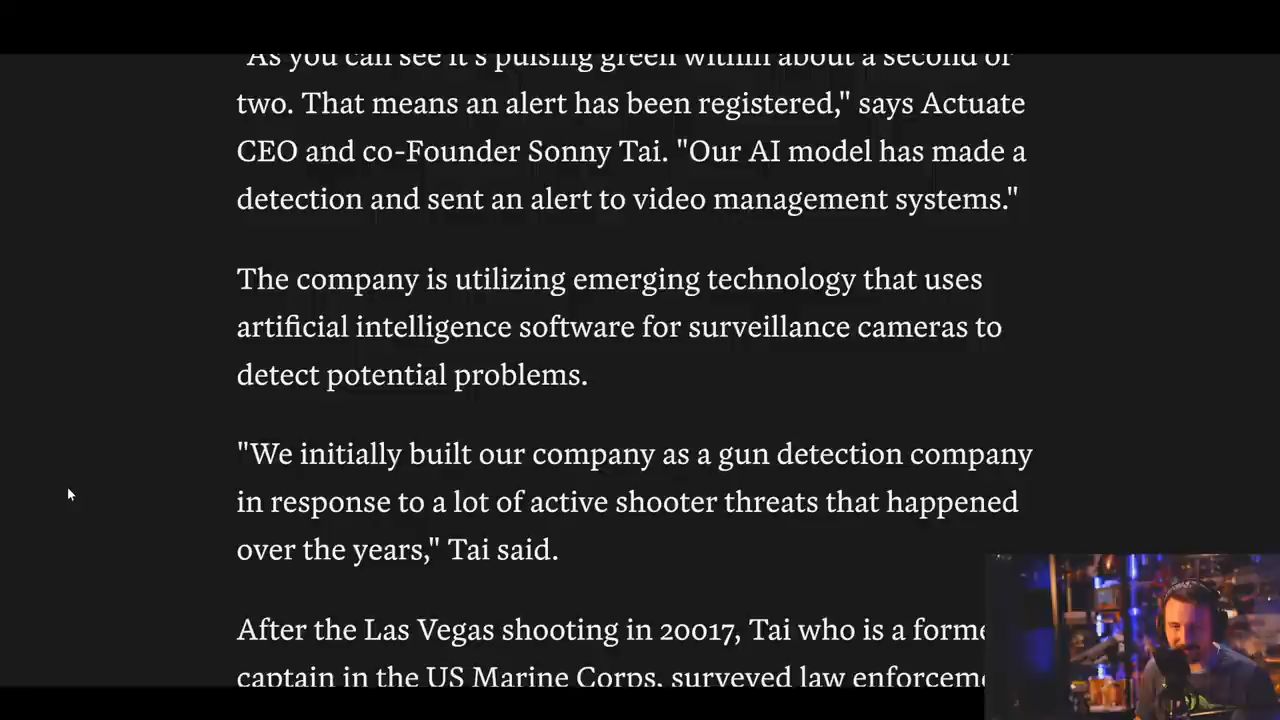 "As you can see it's pulsing green within about a second or
two. That means an alert has been registered," says Actuate
CEO and co-Founder Sonny Tai. "Our AI model has made a
detection and sent an alert to video management systems."
The company is utilizing emerging technology that uses
artificial intelligence software for surveillance cameras to
detect potential problems.
"We initially built our company as a gun detection company
in response to a lot of active shooter threats that happened
over the years," Tai said.
After the Las Vegas shooting in 20017, Tai who is a forme
captain in the US Marine Corps, surveyed law enforceme